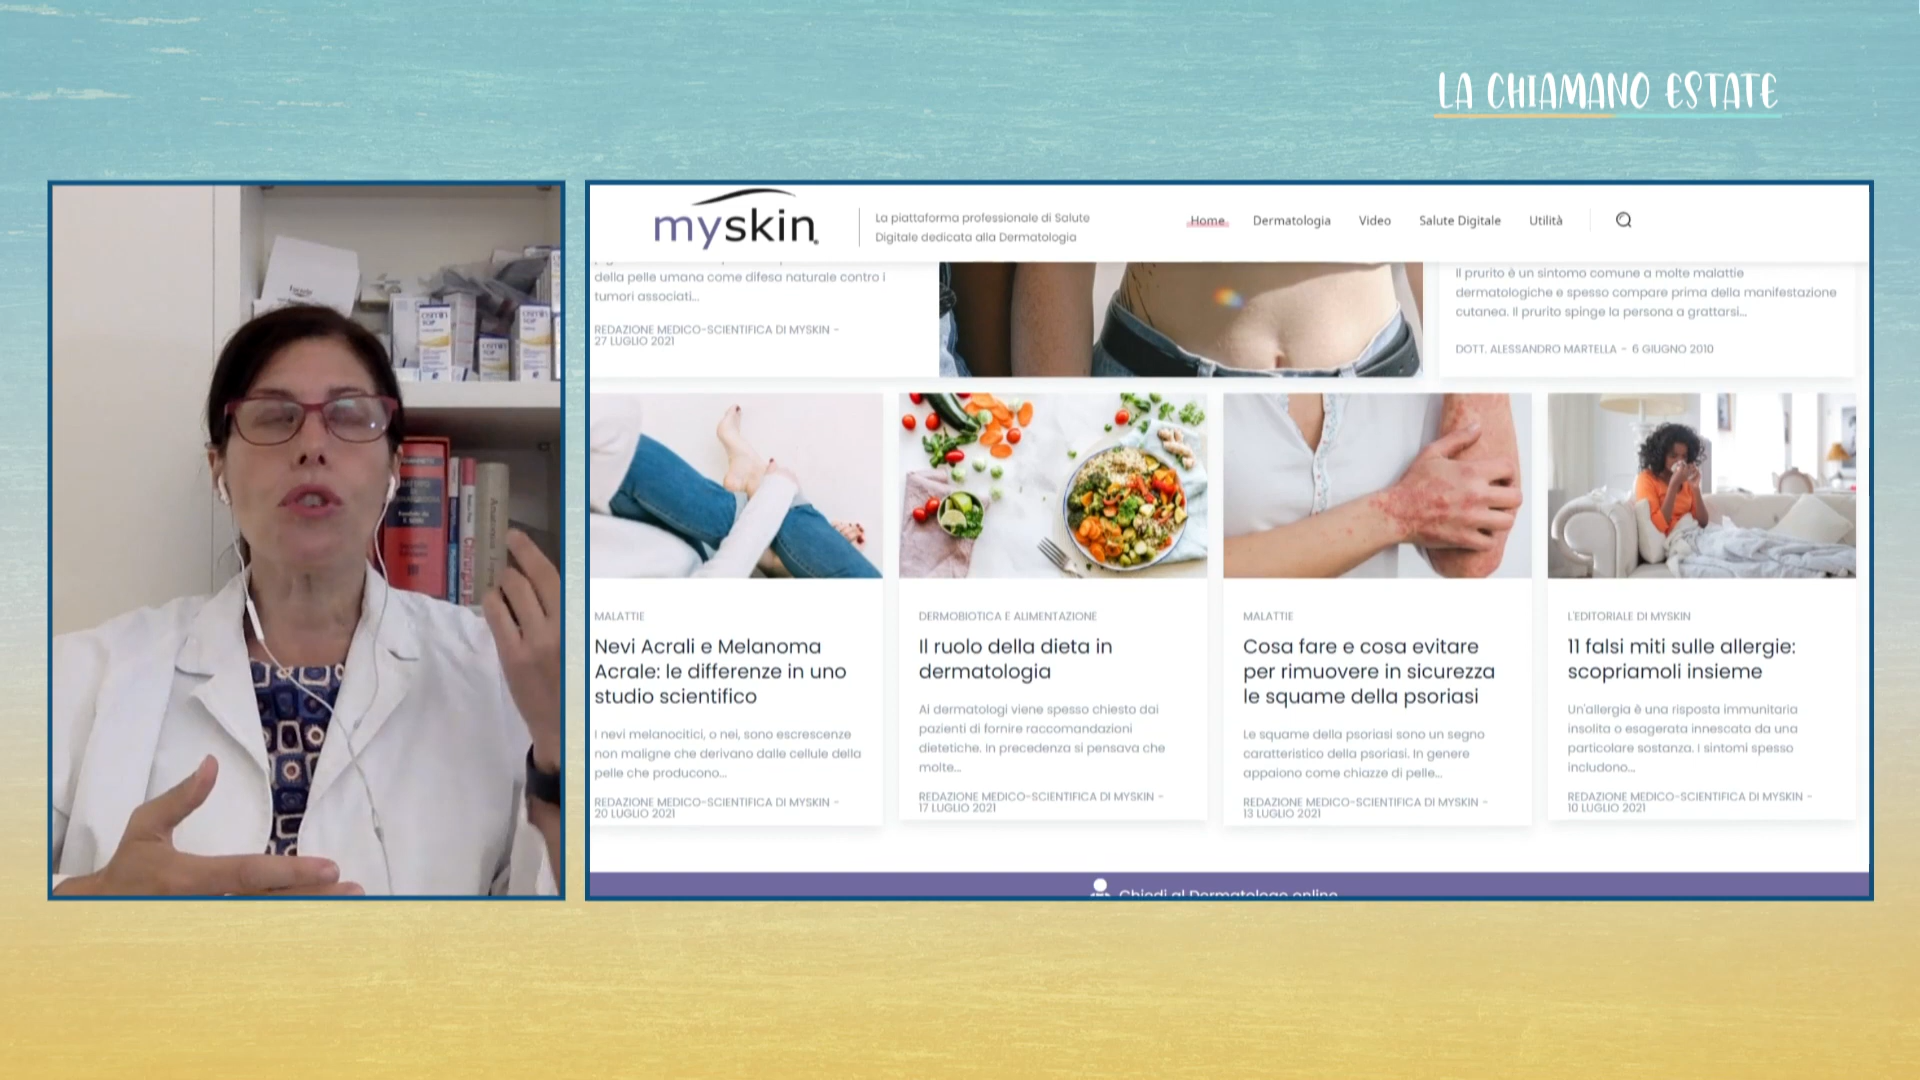 LA CHIAMANO ESTATE
myskin
La piattaforma professionale di Salute
Digitale dedicata alla Dermatologia
Home
Dermatologia
Video
Salute Digitale
Utilità
della pelle umana come difesa naturale contro i
tumori associati...
REDAZIONE MEDICO-SCIENTIFICA DI MYSKIN -
27 LUGLIO 2021
Il prurito è un sintomo comune a molte malattie
dermatologiche e spesso compare prima della manifestazione
cutanea. Il prurito spinge la persona a grattarsi...
DOTT. ALESSANDRO MARTELLA - 6 GIUGNO 2010
MALATTIE
Nevi Acrali e Melanoma
Acrale: le differenze in uno
studio scientifico
I nevi melanocitici, o nei, sono escrescenze
non maligne che derivano dalle cellule della
pelle che producono...
REDAZIONE MEDICO-SCIENTIFICA DI MYSKIN -
20 LUGLIO 2021
DERMOBIOTICA E ALIMENTAZIONE
Il ruolo della dieta in
dermatologia
Ai dermatologi viene spesso chiesto dai
pazienti di fornire raccomandazioni
dietetiche. In precedenza si pensava che
molte...
REDAZIONE MEDICO-SCIENTIFICA DI MYSKIN -
17 LUGLIO 2021
MALATTIE
Cosa fare e cosa evitare
per rimuovere in sicurezza
le squame della psoriasi
Le squame della psoriasi sono un segno
caratteristico della psoriasi. In genere
appaiono come chiazze di pelle...
REDAZIONE MEDICO-SCIENTIFICA DI MYSKIN -
13 LUGLIO 2021
L'EDITORIALE DI MYSKIN
11 falsi miti sulle allergie:
scopriamoli insieme
Un'allergia è una risposta immunitaria
insolita o esagerata innescata da una
particolare sostanza. I sintomi spesso
includono...
REDAZIONE MEDICO-SCIENTIFICA DI MYSKIN -
10 LUGLIO 2021
Chiedi al Dermatologo online
osmin
TOP
osmin
TOP
Chirurgia